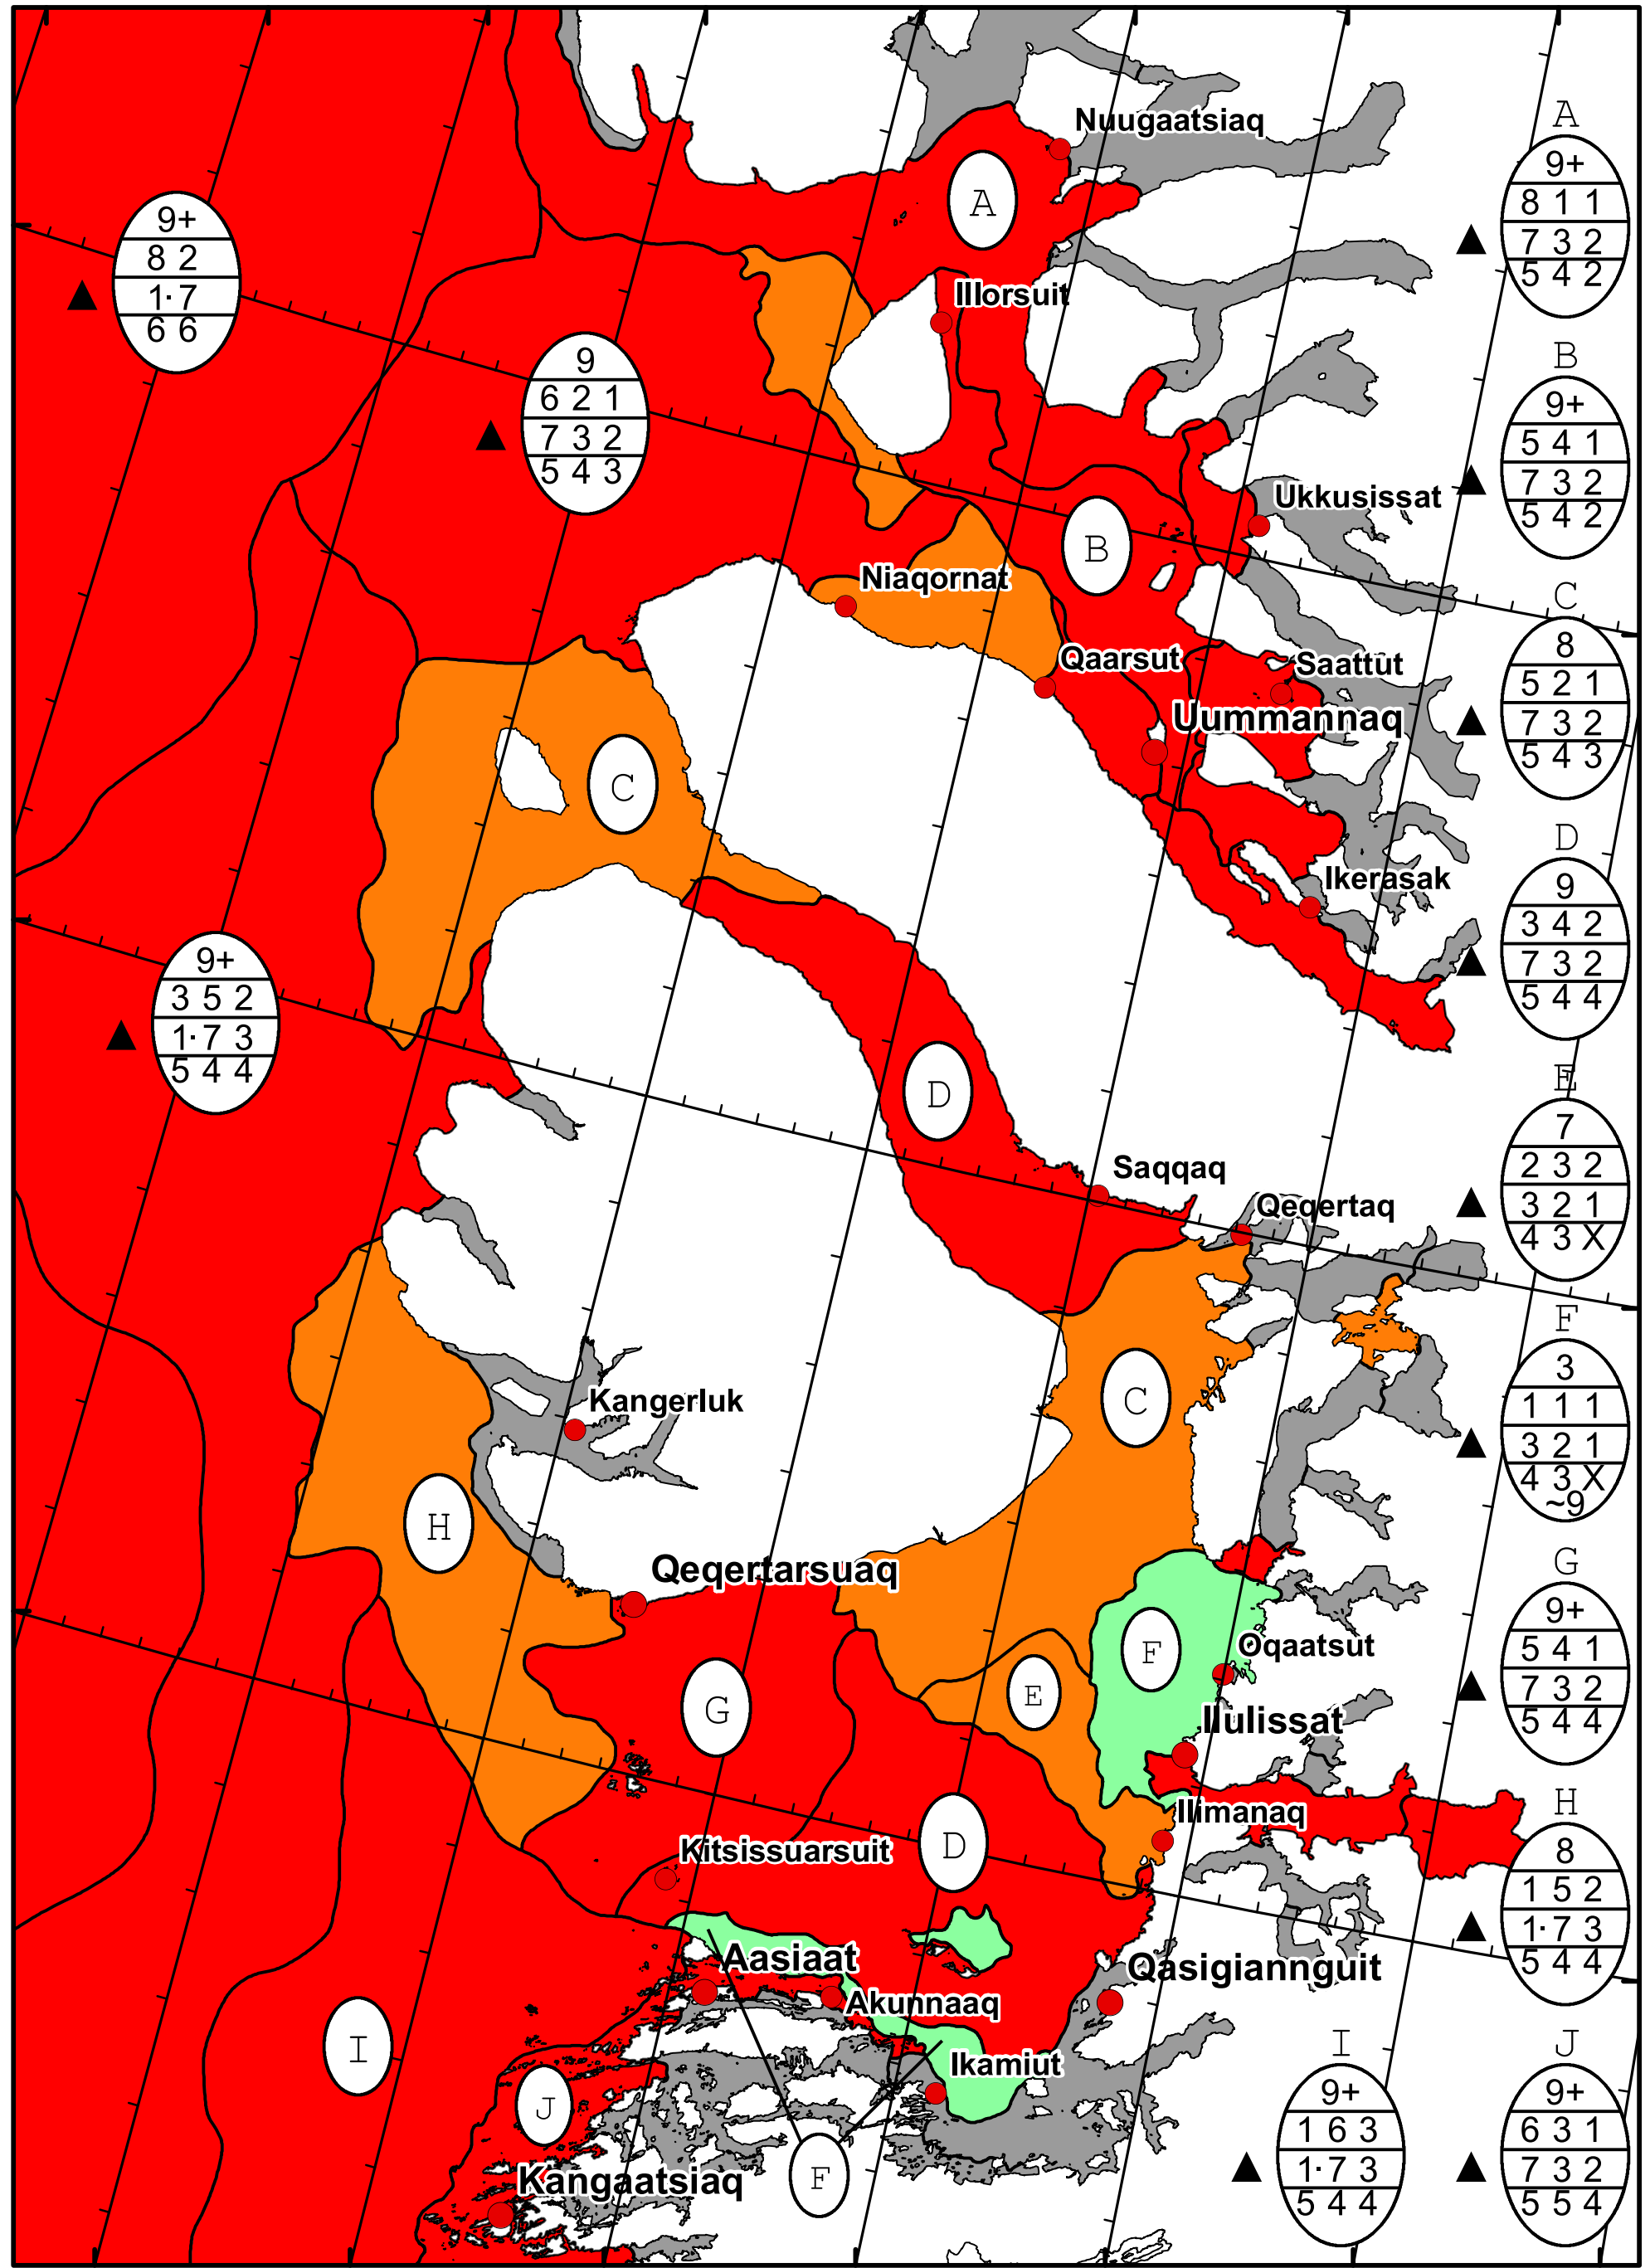 Nuugaatsiaq
A
A
9+
8 1 1
7 3 2
5 4 2
9+
8 2
1· 7
6 6
Illorsuit
9
6 2 1
7 3 2
5 4 3
B
9+
5 4 1
7 3 2
5 4 2
Ukkusissat
B
Niaqornat
C
8
5 2 1
7 3 2
5 4 3
Qaarsut
Saattut
Uummannaq
C
D
9
3 4 2
7 3 2
5 4 4
Ikerasak
9+
3 5 2
1· 7 3
5 4 4
D
E
7
2 3 2
3 2 1
4 3 X
Saqqaq
Qeqertaq
F
3
1 1 1
3 2 1
4 3 X
~9
C
Kangerluk
H
Qeqertarsuaq
G
9+
5 4 1
7 3 2
5 4 4
F
Oqaatsut
E
G
Ilulissat
Ilimanaq
H
8
1 5 2
1· 7 3
5 4 4
D
Kitsissuarsuit
Aasiaat
Qasigiannguit
Akunnaaq
I
Ikamiut
J
F
Kangaatsiaq
I
9+
1 6 3
1· 7 3
5 4 4
J
9+
6 3 1
7 3 2
5 5 4